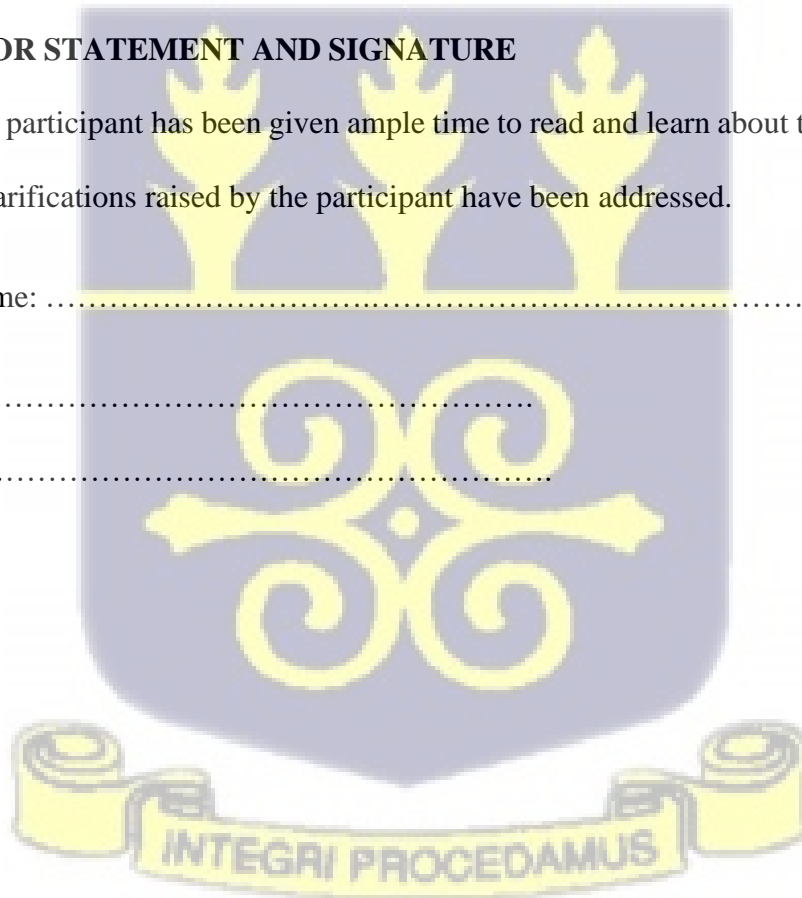 OR STATEMENT AND SIGNATURE
participant has been given ample time to read and learn about t
arifications raised by the participant have been addressed.
me: ……………………………..……………………………………………
……………………………………………………….
……………………………………………………….
INTEGRI PROCEDAMUS